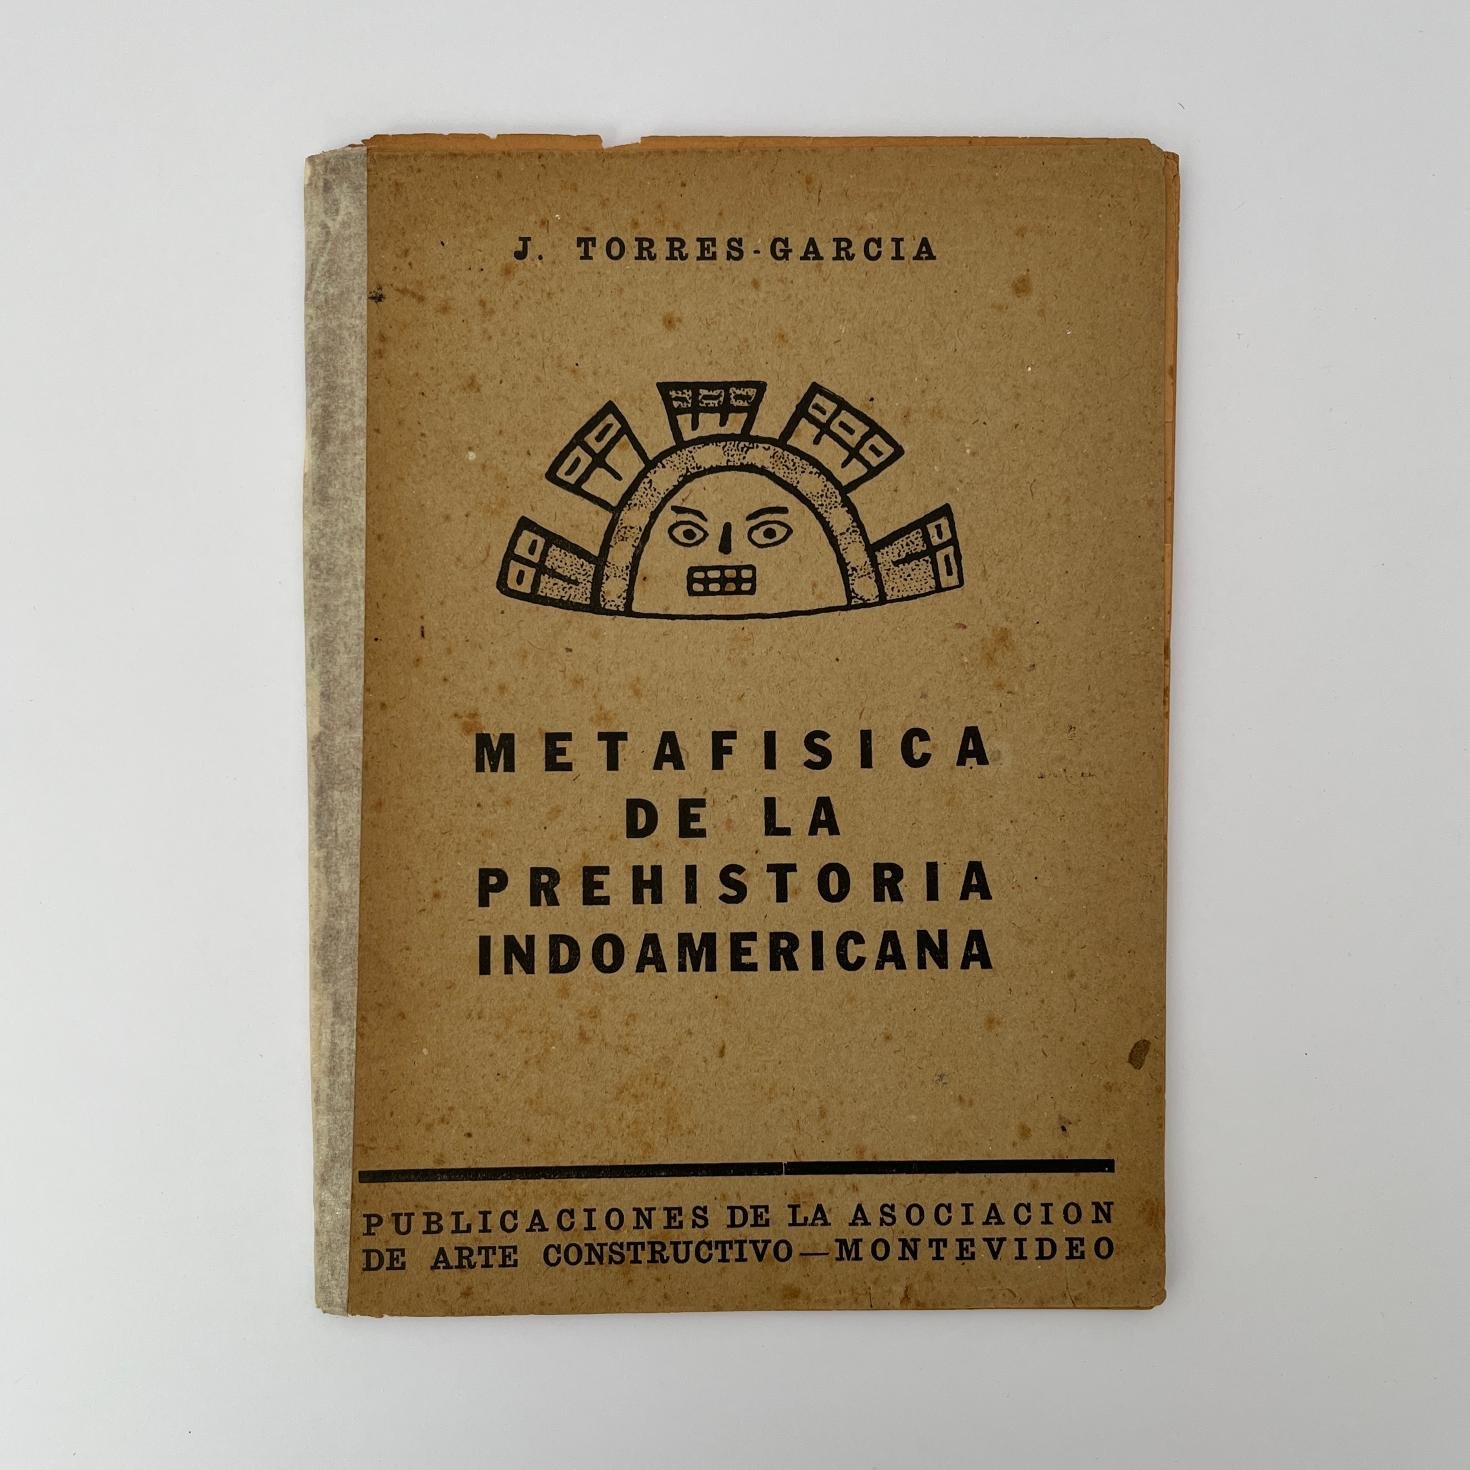 J. TORRES-GARCIA
METAFISICA
DE LA
PREHISTORIA
INDOAMERICANA
PUBLICACIONES DE LA ASOCIACION
DE ARTE CONSTRUCTIVO—MONTEVIDEO